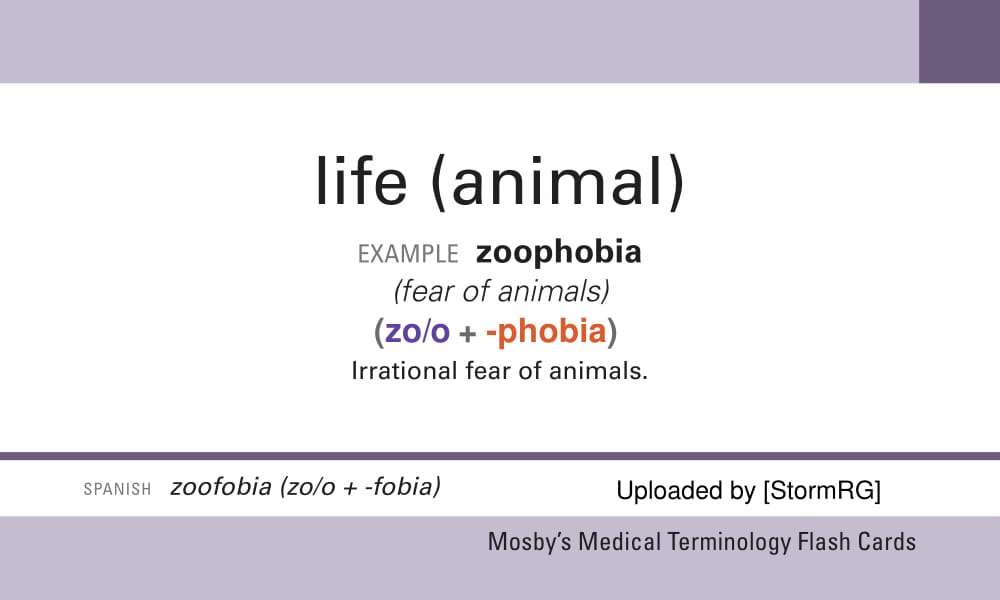 life (animal)
EXAMPLE zoophobia
(fear of animals)
(zo/o + -phobia)
Irrational fear of animals.
SPANISH zoofobia (zo/o + -fobia)
Uploaded by [StormRG]
Mosby's Medical Terminology Flash Cards